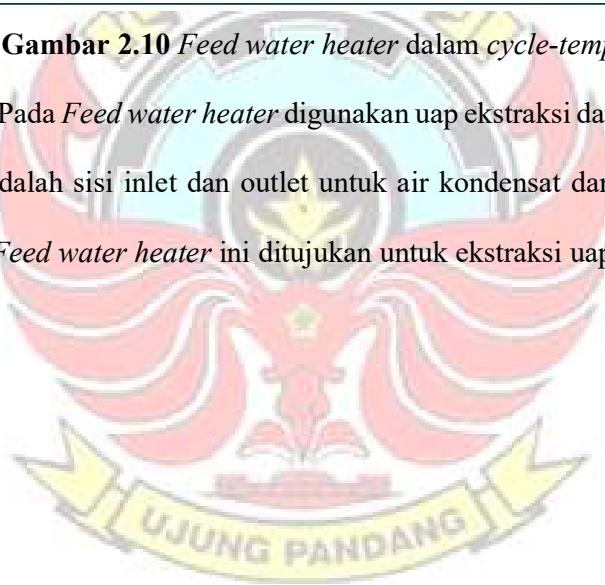 Gambar 2.10 Feed water heater dalam cycle-temp
Pada Feed water heater digunakan uap ekstraksi da
dalah sisi inlet dan outlet untuk air kondensat dar
Feed water heater ini ditujukan untuk ekstraksi uap
UJUNG PANDANG